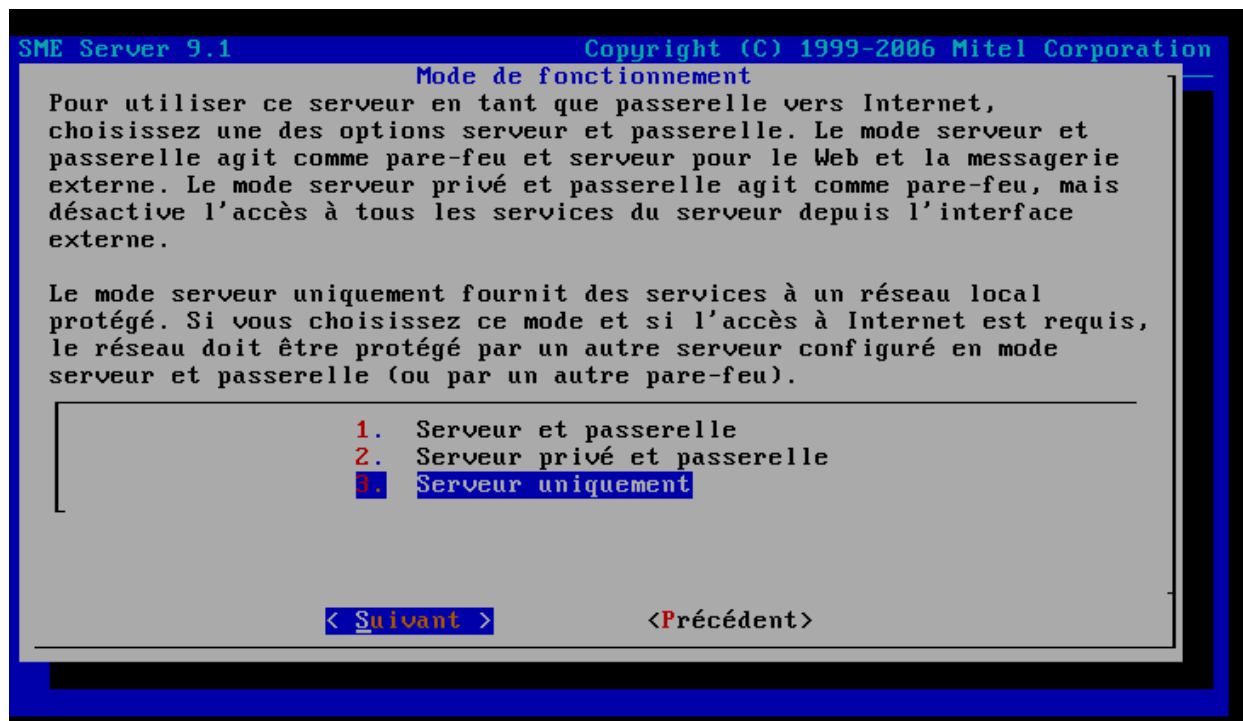 SME Server 9.1 Copyright (C) 1999-2006 Mitel Corporation
Mode de fonctionnement
Pour utiliser ce serveur en tant que passerelle vers Internet,
choisissez une des options serveur et passerelle. Le mode serveur et
passerelle agit comme pare-feu et serveur pour le Web et la messagerie
externe. Le mode serveur privé et passerelle agit comme pare-feu, mais
désactive l'accès à tous les services du serveur depuis l'interface
externe.
Le mode serveur uniquement fournit des services à un réseau local
protégé. Si vous choisissez ce mode et si l'accès à Internet est requis,
le réseau doit être protégé par un autre serveur configuré en mode
serveur et passerelle (ou par un autre pare-feu).
1. Serveur et passerelle
2. Serveur privé et passerelle
3. Serveur uniquement
< Suivant > <Précédent>